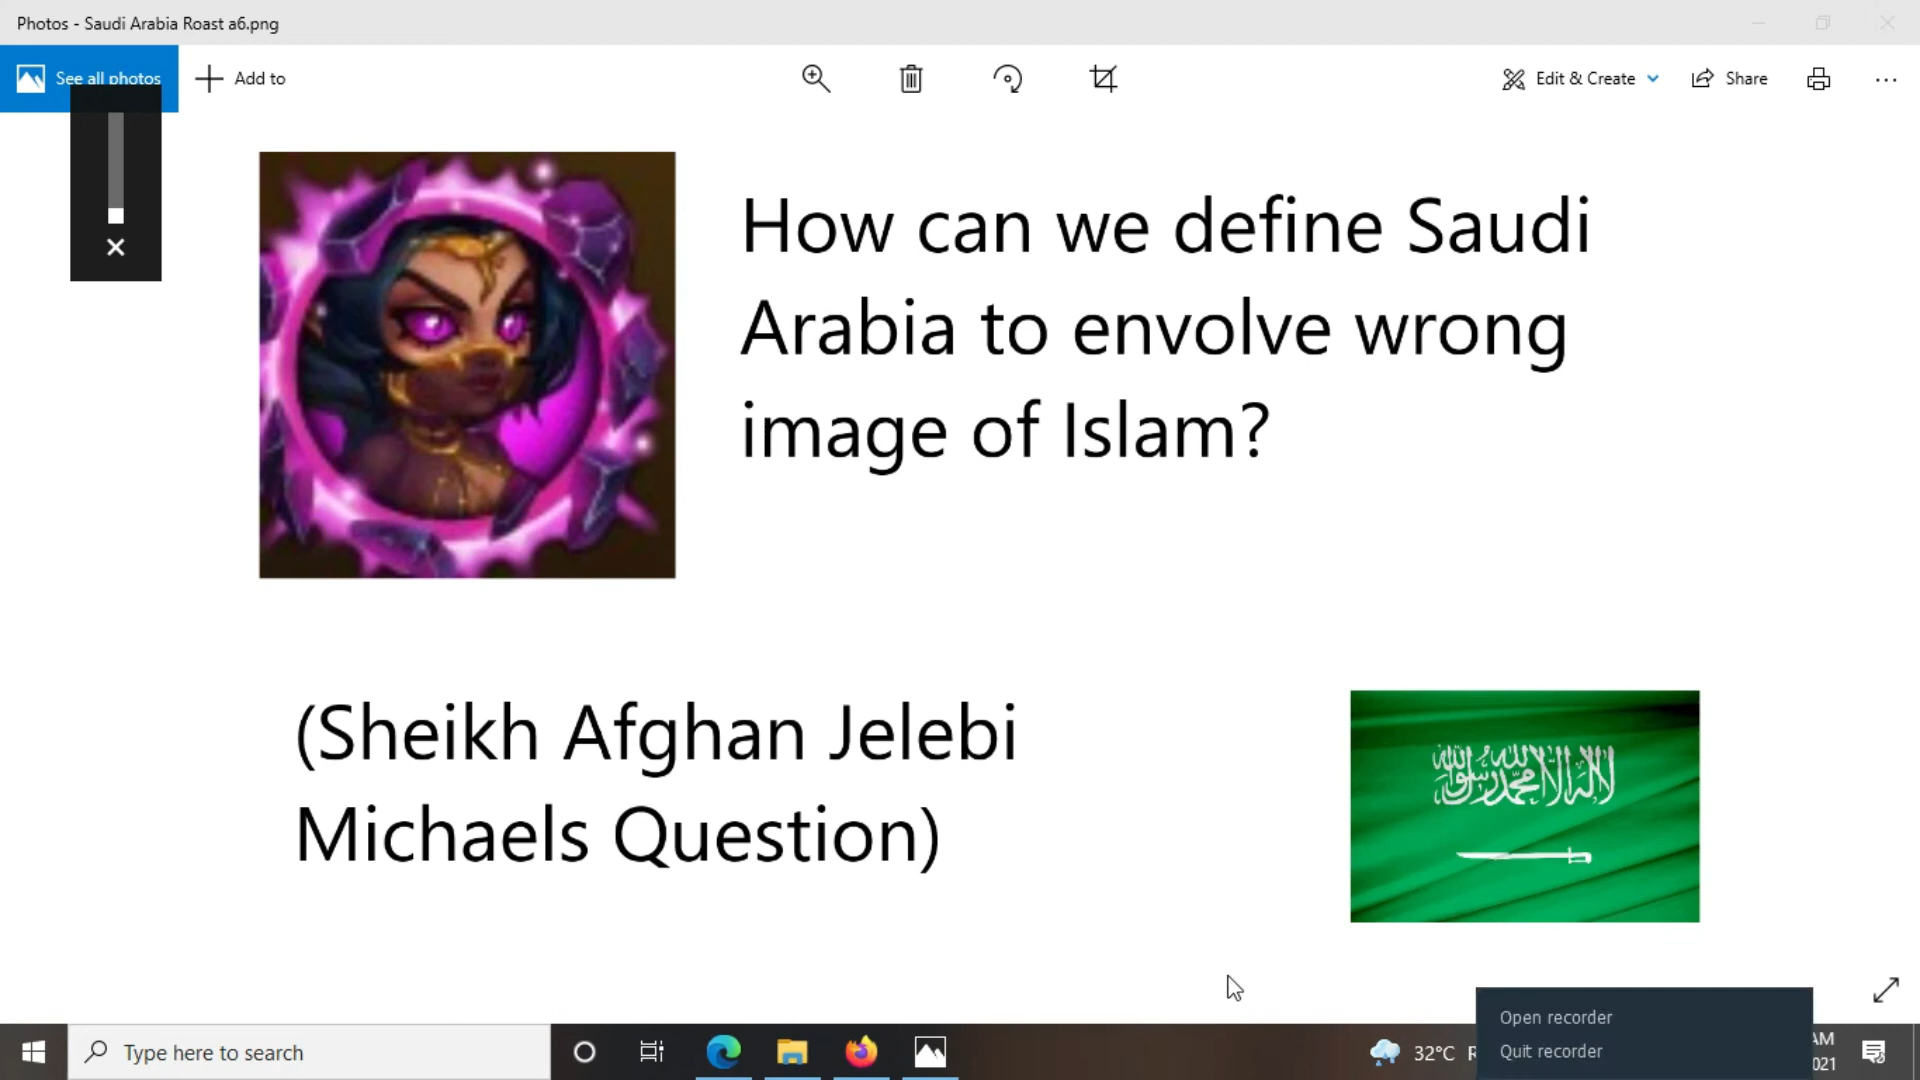 Photos - Saudi Arabia Roast a6.png
See all photos
Add to
Edit & Create
Share
How can we define Saudi
Arabia to envolve wrong
image of Islam?
(Sheikh Afghan Jelebi
Michaels Question)
لا إله إلا الله محمد رسول الله
Open recorder
Quit recorder
Type here to search
32°C
AM
021